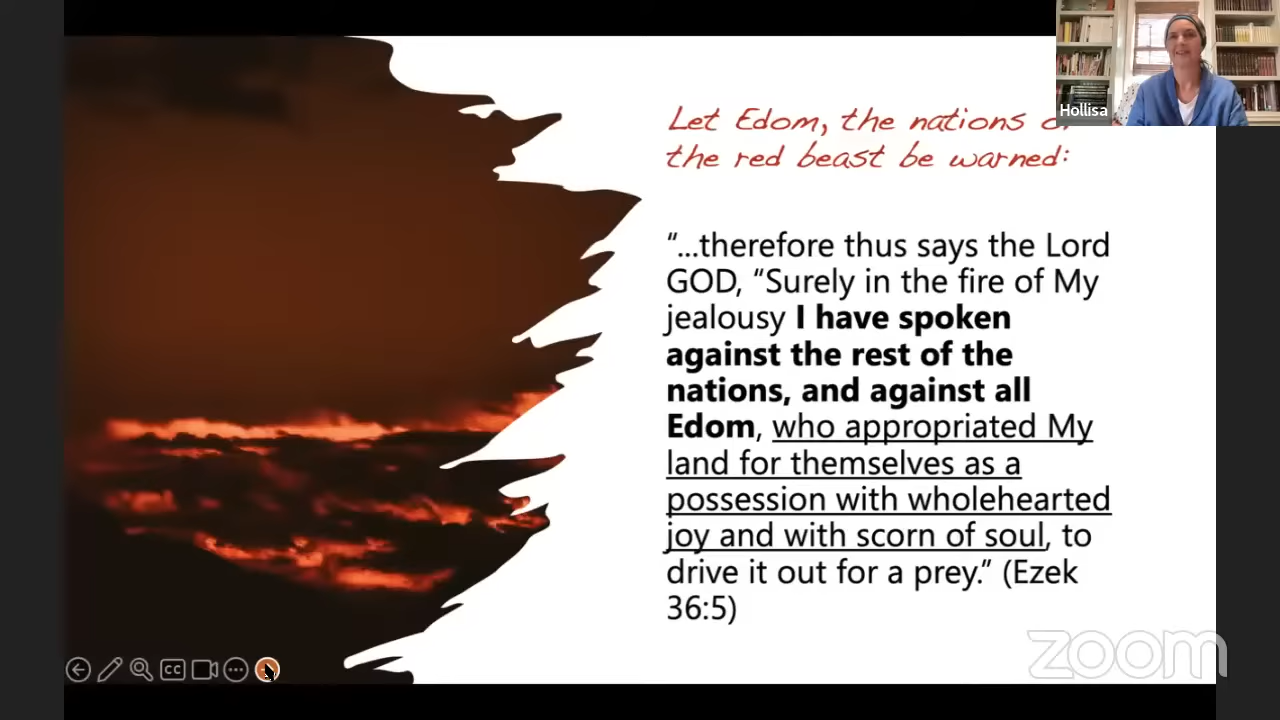 Let Edom, the nations
the red beast be warned:
Hollisa
“...therefore thus says the Lord
GOD, “Surely in the fire of My
jealousy I have spoken
against the rest of the
nations, and against all
Edom, who appropriated My
land for themselves as a
possession with wholehearted
joy and with scorn of soul, to
drive it out for a prey.” (Ezek
36:5)
CC
zoom